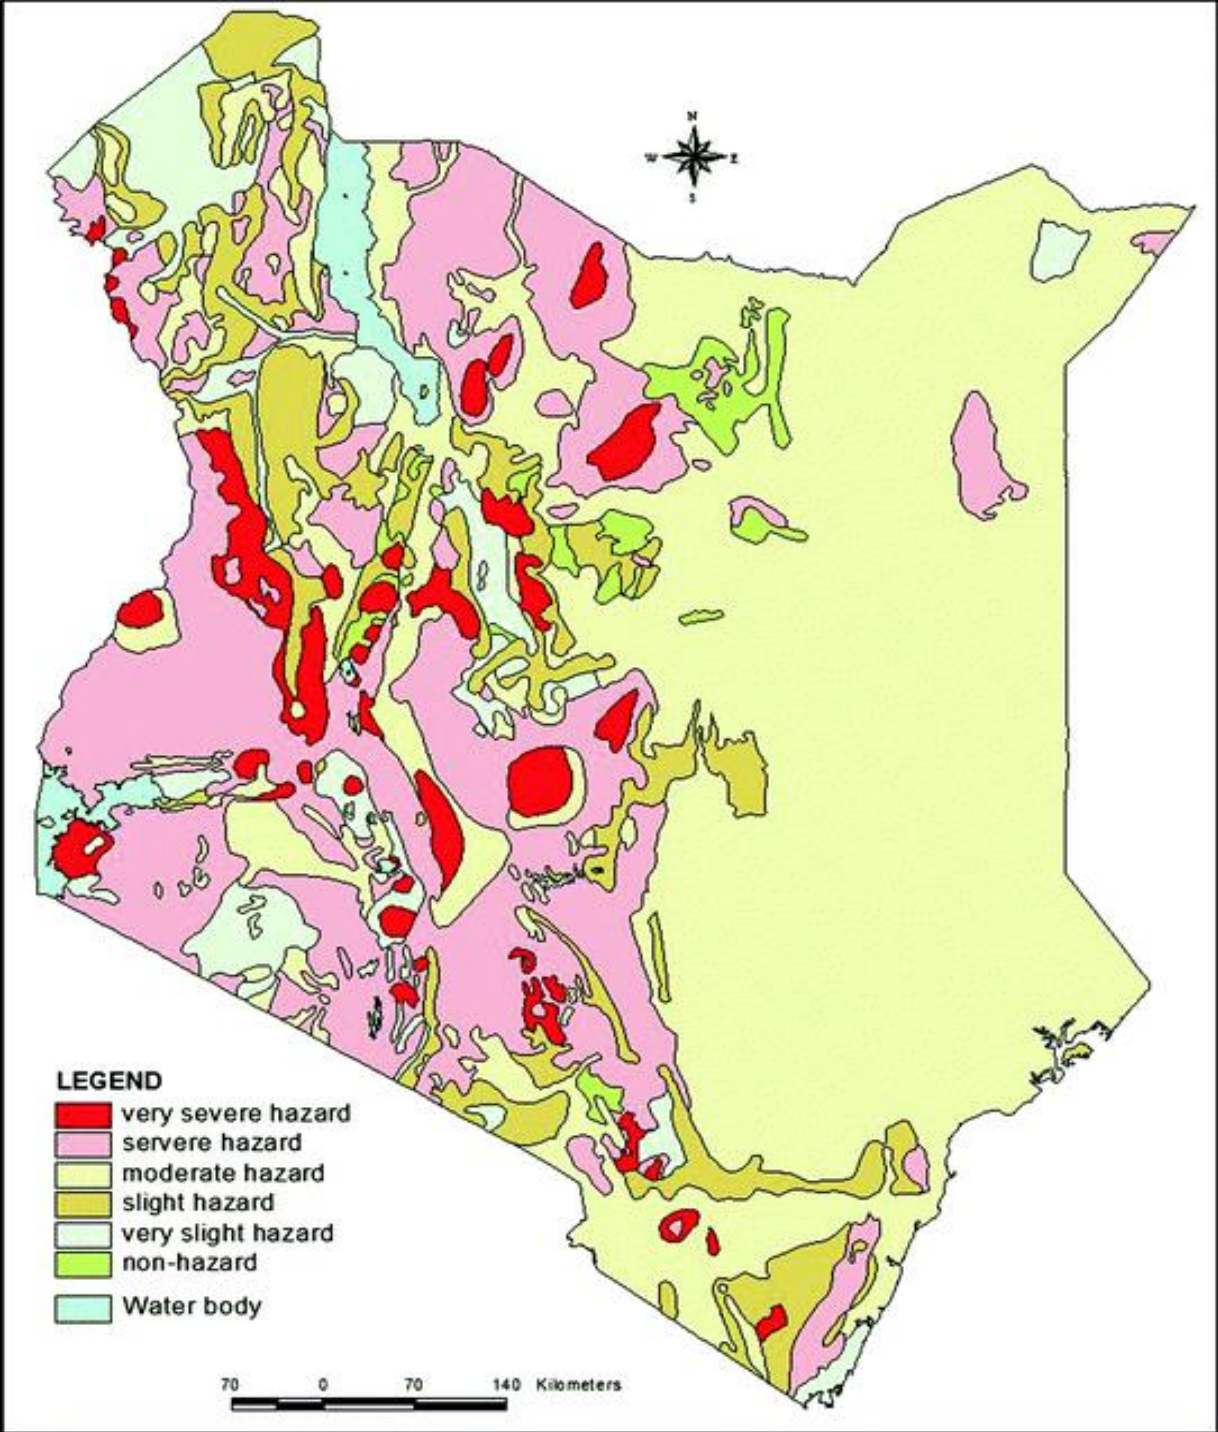 N
W E
S
LEGEND
very severe hazard
servere hazard
moderate hazard
slight hazard
very slight hazard
non-hazard
Water body
70 0 70 140 Kilometers